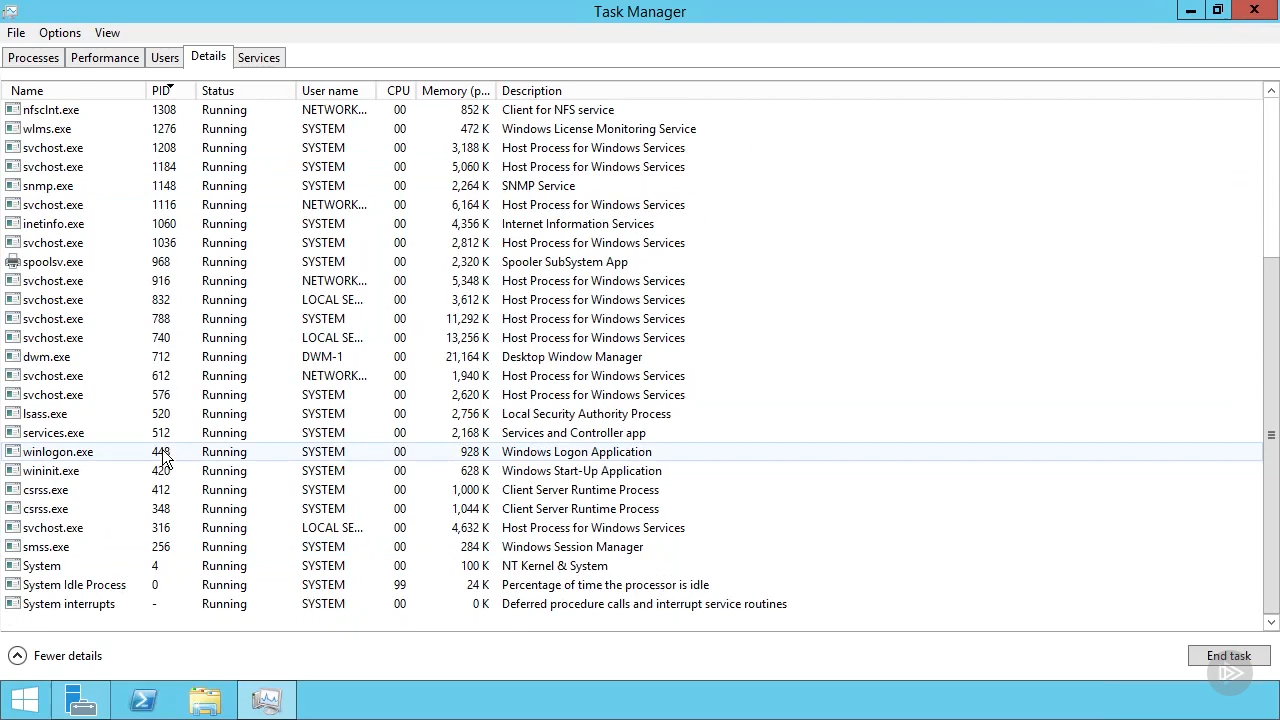 Task Manager
File Options View
Processes Performance Users Details Services
Name PID Status User name CPU Memory (p... Description
nfsclnt.exe 1308 Running NETWORK... 00 852 K Client for NFS service
wlms.exe 1276 Running SYSTEM 00 472 K Windows License Monitoring Service
svchost.exe 1208 Running SYSTEM 00 3,188 K Host Process for Windows Services
svchost.exe 1184 Running SYSTEM 00 5,060 K Host Process for Windows Services
snmp.exe 1148 Running SYSTEM 00 2,264 K SNMP Service
svchost.exe 1116 Running NETWORK... 00 6,164 K Host Process for Windows Services
inetinfo.exe 1060 Running SYSTEM 00 4,356 K Internet Information Services
svchost.exe 1036 Running SYSTEM 00 2,812 K Host Process for Windows Services
spoolsv.exe 968 Running SYSTEM 00 2,320 K Spooler SubSystem App
svchost.exe 916 Running NETWORK... 00 5,348 K Host Process for Windows Services
svchost.exe 832 Running LOCAL SE... 00 3,612 K Host Process for Windows Services
svchost.exe 788 Running SYSTEM 00 11,292 K Host Process for Windows Services
svchost.exe 740 Running LOCAL SE... 00 13,256 K Host Process for Windows Services
dwm.exe 712 Running DWM-1 00 21,164 K Desktop Window Manager
svchost.exe 612 Running NETWORK... 00 1,940 K Host Process for Windows Services
svchost.exe 576 Running SYSTEM 00 2,620 K Host Process for Windows Services
lsass.exe 520 Running SYSTEM 00 2,756 K Local Security Authority Process
services.exe 512 Running SYSTEM 00 2,168 K Services and Controller app
winlogon.exe Running SYSTEM 00 928 K Windows Logon Application
wininit.exe 420 Running SYSTEM 00 628 K Windows Start-Up Application
csrss.exe 412 Running SYSTEM 00 1,000 K Client Server Runtime Process
csrss.exe 348 Running SYSTEM 00 1,044 K Client Server Runtime Process
svchost.exe 316 Running LOCAL SE... 00 4,632 K Host Process for Windows Services
smss.exe 256 Running SYSTEM 00 284 K Windows Session Manager
System 4 Running SYSTEM 00 100 K NT Kernel & System
System Idle Process 0 Running SYSTEM 99 24 K Percentage of time the processor is idle
System interrupts - Running SYSTEM 00 0 K Deferred procedure calls and interrupt service routines
Fewer details End task